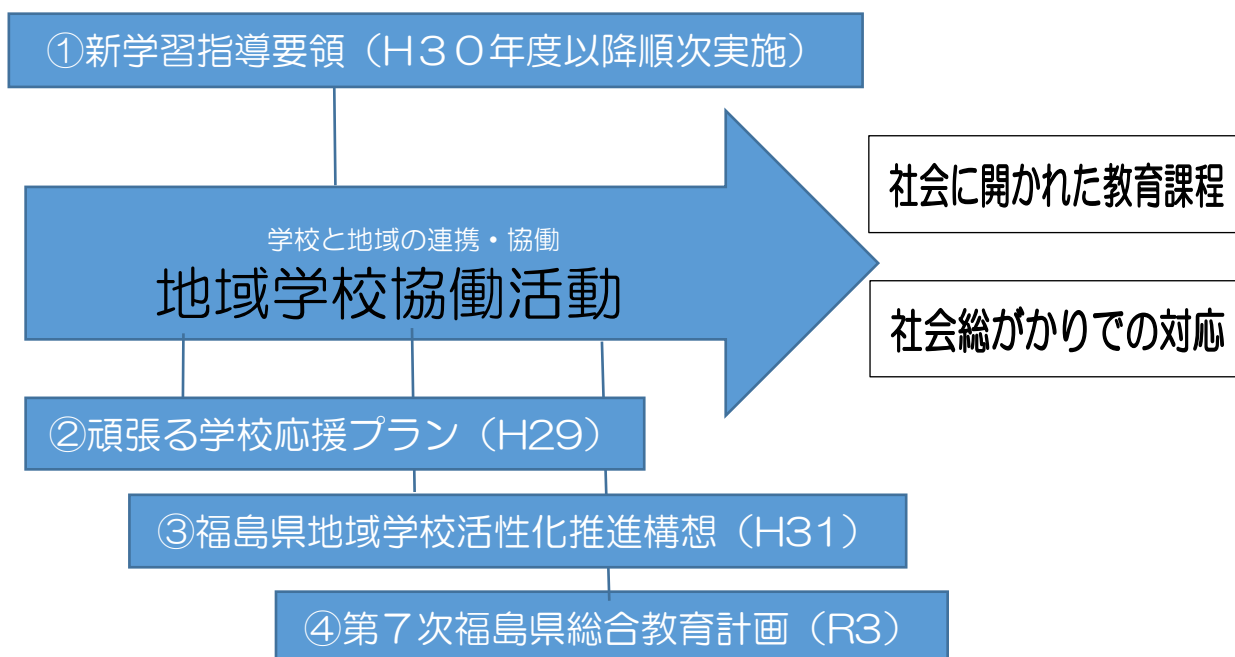 ①新学習指導要領（H３０年度以降順次実施）
学校と地域の連携・協働
地域学校協働活動
社会に開かれた教育課程
社会総がかりでの対応
②頑張る学校応援プラン（H29）
③福島県地域学校活性化推進構想（H31）
④第７次福島県総合教育計画（R3）